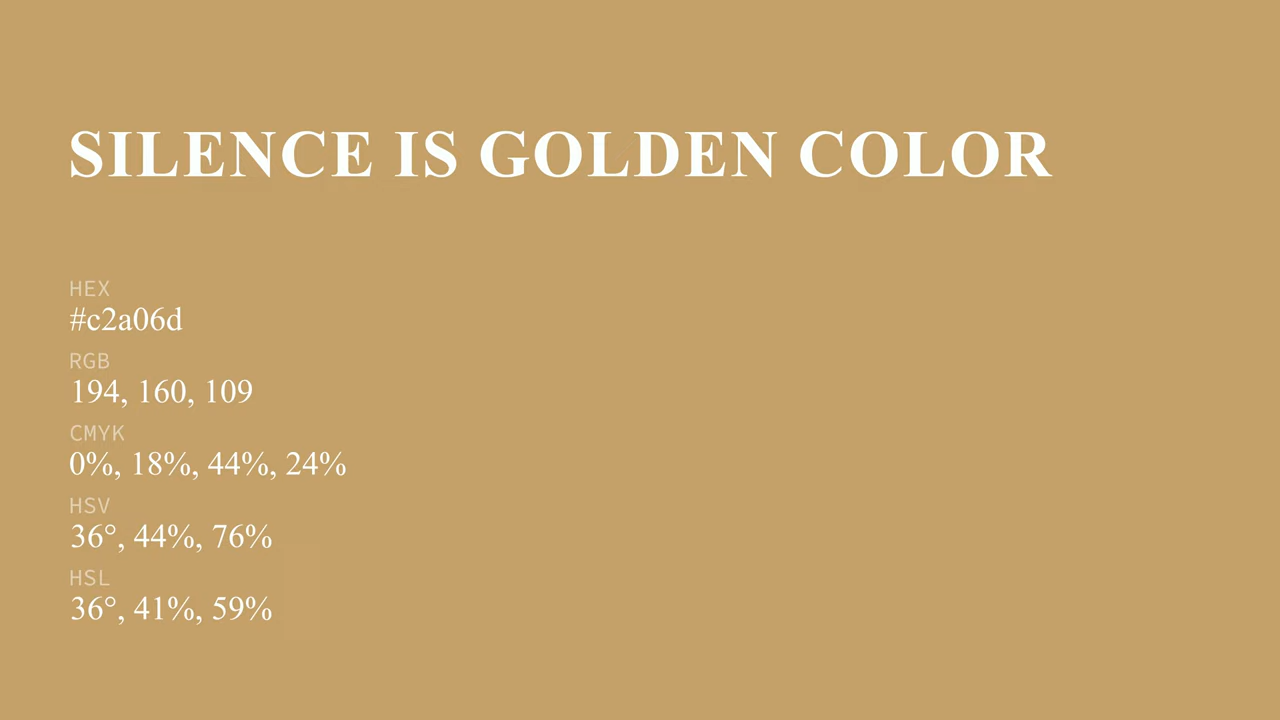 SILENCE IS GOLDEN COLOR
HEX
#c2a06d
RGB
194, 160, 109
CMYK
0%, 18%, 44%, 24%
HSV
36°, 44%, 76%
HSL
36°, 41%, 59%